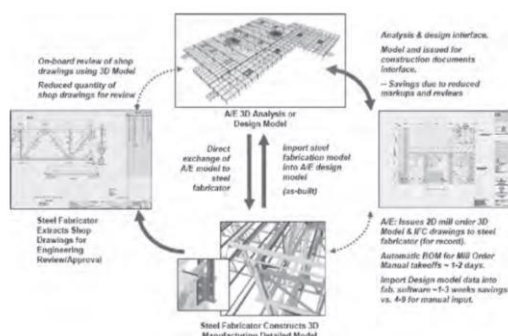 On-board review of shop
drawings using 3D Model
Reduced quantity of
shop drawings for review
A/E 3D Analysis or
Design Model
Analysis & design interface.
Model and issued for
construction documents
interface.
-- Savings due to reduced
markups and reviews
Direct
exchange of
A/E model to
steel
fabricator
Import steel
fabrication model
into A/E design
model
(as-built)
Steel Fabricator
Extracts Shop
Drawings for
Engineering
Review/Approval
A/E: Issues 2D mill order 3D
Model & IFC drawings to steel
fabricator (for record).
Automatic BOM for Mill Order
Manual takeoffs ~ 1-2 days.
Import Design model data into
fab. software ~1-3 weeks savings
vs. 4-9 for manual input.
Steel Fabricator Constructs 3D
Manufacturing Detailed Model